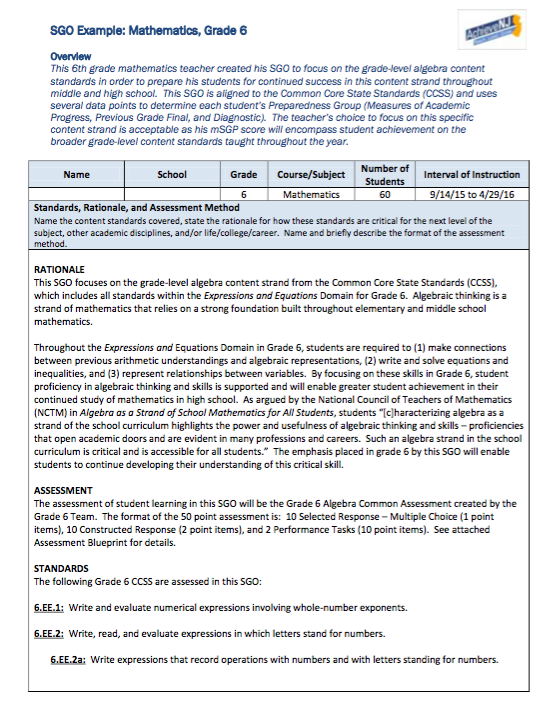 SGO Example: Mathematics, Grade 6
AchieveNJ
Overview
This 6th grade mathematics teacher created his SGO to focus on the grade-level algebra content
standards in order to prepare his students for continued success in this content strand throughout
middle and high school. This SGO is aligned to the Common Core State Standards (CCSS) and uses
several data points to determine each student's Preparedness Group (Measures of Academic
Progress, Previous Grade Final, and Diagnostic). The teacher's choice to focus on this specific
content strand is acceptable as his mSGP score will encompass student achievement on the
broader grade-level content standards taught throughout the year.
Name School Grade Course/Subject Number of Students Interval of Instruction
6 Mathematics 60 9/14/15 to 4/29/16
Standards, Rationale, and Assessment Method
Name the content standards covered, state the rationale for how these standards are critical for the next level of the
subject, other academic disciplines, and/or life/college/career. Name and briefly describe the format of the assessment
method.
RATIONALE
This SGO focuses on the grade-level algebra content strand from the Common Core State Standards (CCSS),
which includes all standards within the Expressions and Equations Domain for Grade 6. Algebraic thinking is a
strand of mathematics that relies on a strong foundation built throughout elementary and middle school
mathematics.
Throughout the Expressions and Equations Domain in Grade 6, students are required to (1) make connections
between previous arithmetic understandings and algebraic representations, (2) write and solve equations and
inequalities, and (3) represent relationships between variables. By focusing on these skills in Grade 6, student
proficiency in algebraic thinking and skills is supported and will enable greater student achievement in their
continued study of mathematics in high school. As argued by the National Council of Teachers of Mathematics
(NCTM) in Algebra as a Strand of School Mathematics for All Students, students "[c]haracterizing algebra as a
strand of the school curriculum highlights the power and usefulness of algebraic thinking and skills – proficiencies
that open academic doors and are evident in many professions and careers. Such an algebra strand in the school
curriculum is critical and is accessible for all students." The emphasis placed in grade 6 by this SGO will enable
students to continue developing their understanding of this critical skill.
ASSESSMENT
The assessment of student learning in this SGO will be the Grade 6 Algebra Common Assessment created by the
Grade 6 Team. The format of the 50 point assessment is: 10 Selected Response – Multiple Choice (1 point
items), 10 Constructed Response (2 point items), and 2 Performance Tasks (10 point items). See attached
Assessment Blueprint for details.
STANDARDS
The following Grade 6 CCSS are assessed in this SGO:
6.EE.1: Write and evaluate numerical expressions involving whole-number exponents.
6.EE.2: Write, read, and evaluate expressions in which letters stand for numbers.
6.EE.2a: Write expressions that record operations with numbers and with letters standing for numbers.